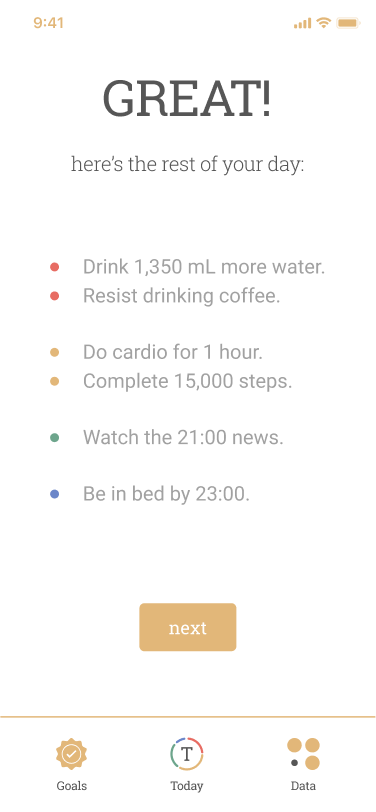 9:41
GREAT!
here's the rest of your day:
Drink 1,350 mL more water.
Resist drinking coffee.
Do cardio for 1 hour.
Complete 15,000 steps.
Watch the 21:00 news.
Be in bed by 23:00.
next
T
Goals
Today
Data